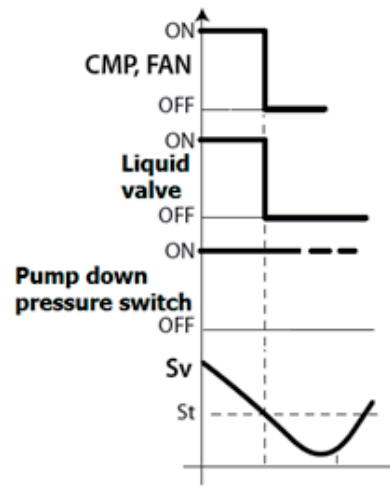 ON
CMP, FAN
OFF
ON
Liquid
valve
OFF
ON
Pump down
pressure switch
OFF
Sv
St